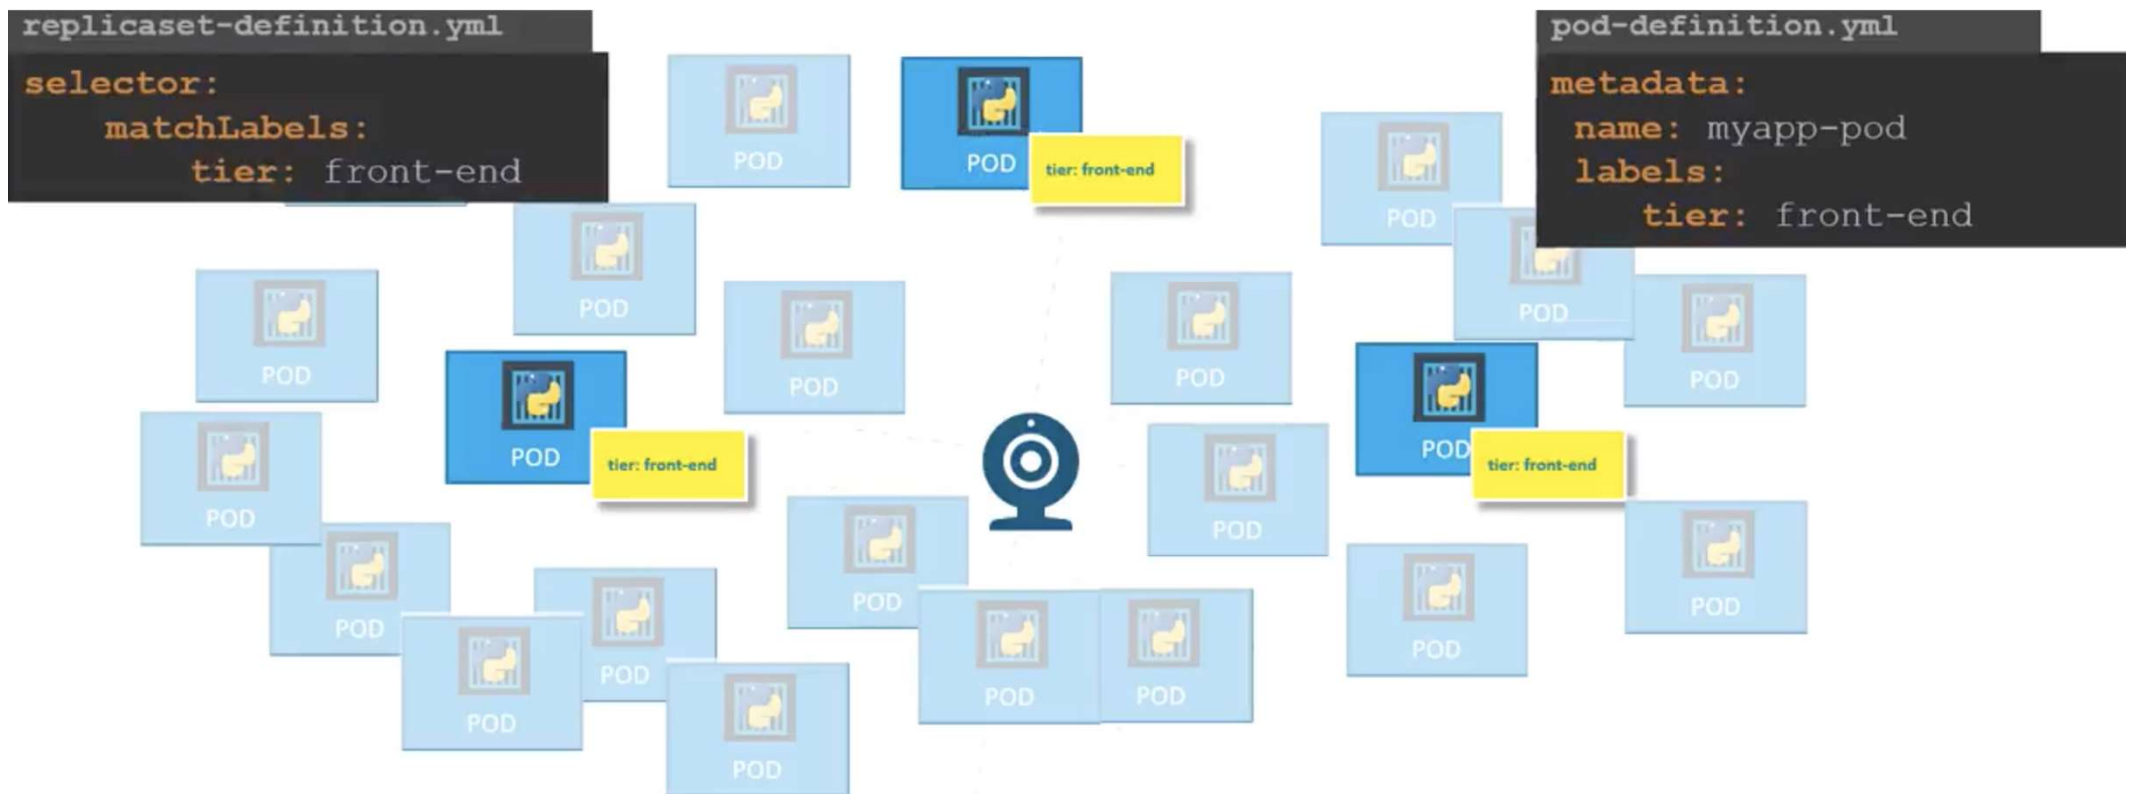 replicaset-definition.yml
selector:
matchLabels:
tier: front-end
pod-definition.yml
metadata:
name: myapp-pod
labels:
tier: front-end
POD
POD
tier: front-end
POD
POD
POD
POD
POD
POD
POD
POD
tier: front-end
POD
tier: front-end
POD
POD
POD
POD
POD
POD
POD
POD
POD
POD
POD
POD